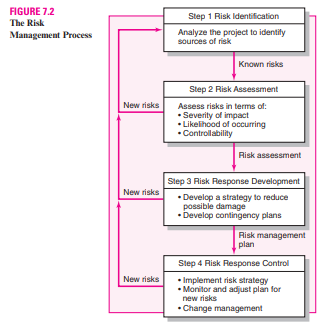 FIGURE 7.2
The Risk
Management Process
Step 1 Risk Identification
Analyze the project to identify
sources of risk
Known risks
Step 2 Risk Assessment
Assess risks in terms of:
• Severity of impact
• Likelihood of occurring
• Controllability
New risks
Risk assessment
Step 3 Risk Response Development
• Develop a strategy to reduce
possible damage
• Develop contingency plans
New risks
Risk management
plan
Step 4 Risk Response Control
• Implement risk strategy
• Monitor and adjust plan for
new risks
• Change management
New risks